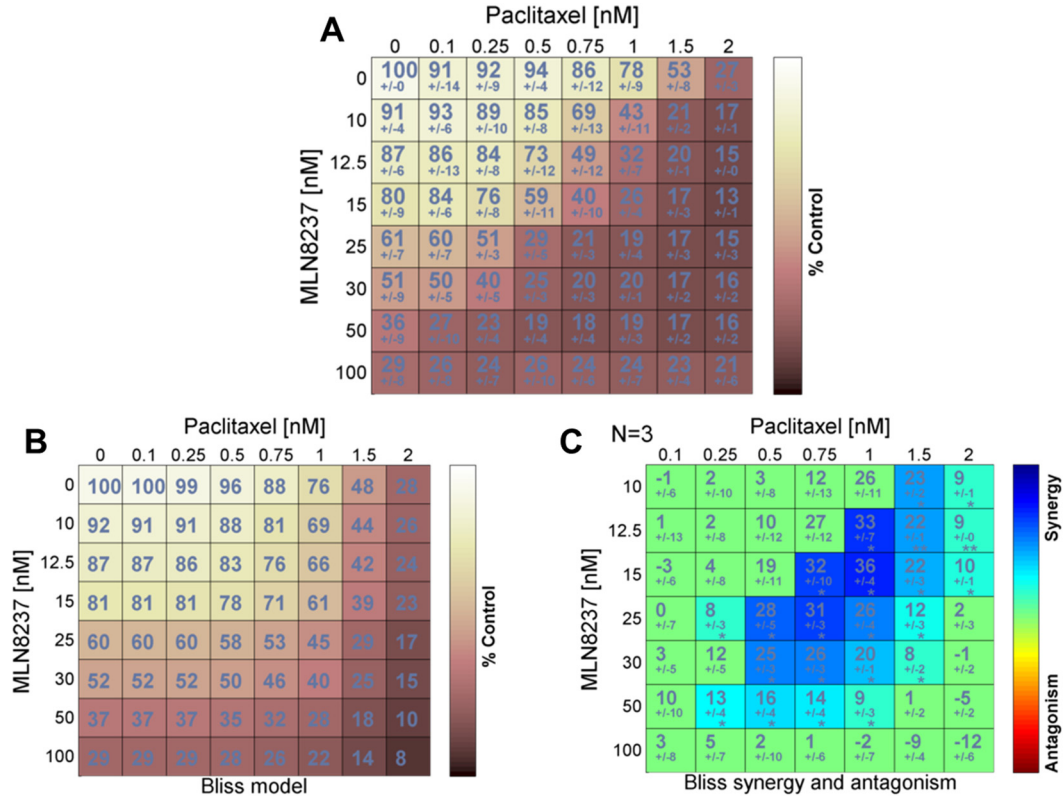 A
Paclitaxel [nM]
0 0.1 0.25 0.5 0.75 1 1.5 2
0 100 91 92 94 86 78 53 27
+/-0 +/-14 +/-9 +/-4 +/-12 +/-9 +/-8
10 91 93 89 85 69 43 21 17
+/-4 +/-6 +/-10 +/-8 +/-13 +/-11 +/-2 +/-1
12.5 87 86 84 73 49 32 20 15
+/-6 +/-13 +/-8 +/-12 +/-12 +/-7 +/-1 +/-0
15 80 84 76 59 40 26 17 13
+/-9 +/-6 +/-8 +/-11 +/-10 +/-3 +/-1
25 61 60 51 29 21 19 17 15
+/-7 +/-7 +/-3 +/-3 +/-4 +/-3 +/-3
30 51 50 40 25 20 20 17 16
+/-9 +/-5 +/-5 +/-3 +/-1 +/-2 +/-2
50 36 27 23 19 18 19 17 16
+/-9 +/-4 +/-4 +/-4 +/-3 +/-2 +/-2
100 29 26 24 26 24 24 23 21
+/-7 +/-10 +/-7 +/-4 +/-6
MLN8237 [nM]
% Control
B
Paclitaxel [nM]
0 0.1 0.25 0.5 0.75 1 1.5 2
0 100 100 99 96 88 76 48 28
10 92 91 91 88 81 69 44 25
12.5 87 87 86 83 76 66 42 24
15 81 81 81 78 71 61 39 23
25 60 60 60 58 53 45 29 17
30 52 52 52 50 46 40 25 15
50 37 37 37 35 32 28 18 10
100 29 29 29 28 25 22 14 8
MLN8237 [nM]
% Control
Bliss model
C
N=3
Paclitaxel [nM]
0.1 0.25 0.5 0.75 1 1.5 2
10 -1 2 3 12 26 23 9
+/-6 +/-10 +/-8 +/-13 +/-11 +/-2 +/-1
* *
12.5 1 2 10 27 33 22 9
+/-13 +/-8 +/-12 +/-12 +/-7 +/-1 +/-0
* ** **
15 -3 4 19 32 36 22 10
+/-6 +/-8 +/-11 +/-10 +/-4 +/-3 +/-1
* * * *
25 0 8 28 31 26 12 2
+/-7 +/-3 +/-5 +/-3 +/-4 +/-3 +/-3
* * * * *
30 3 12 25 26 20 8 -1
+/-5 +/-5 +/-3 +/-3 +/-1 +/-2 +/-2
* * * *
50 10 13 16 14 9 1 -5
+/-10 +/-4 +/-4 +/-4 +/-3 +/-2 +/-2
* * * *
100 3 5 2 1 -2 -9 -12
+/-8 +/-7 +/-10 +/-6 +/-7 +/-4 +/-6
MLN8237 [nM]
Synergy
Antagonism
Bliss synergy and antagonism